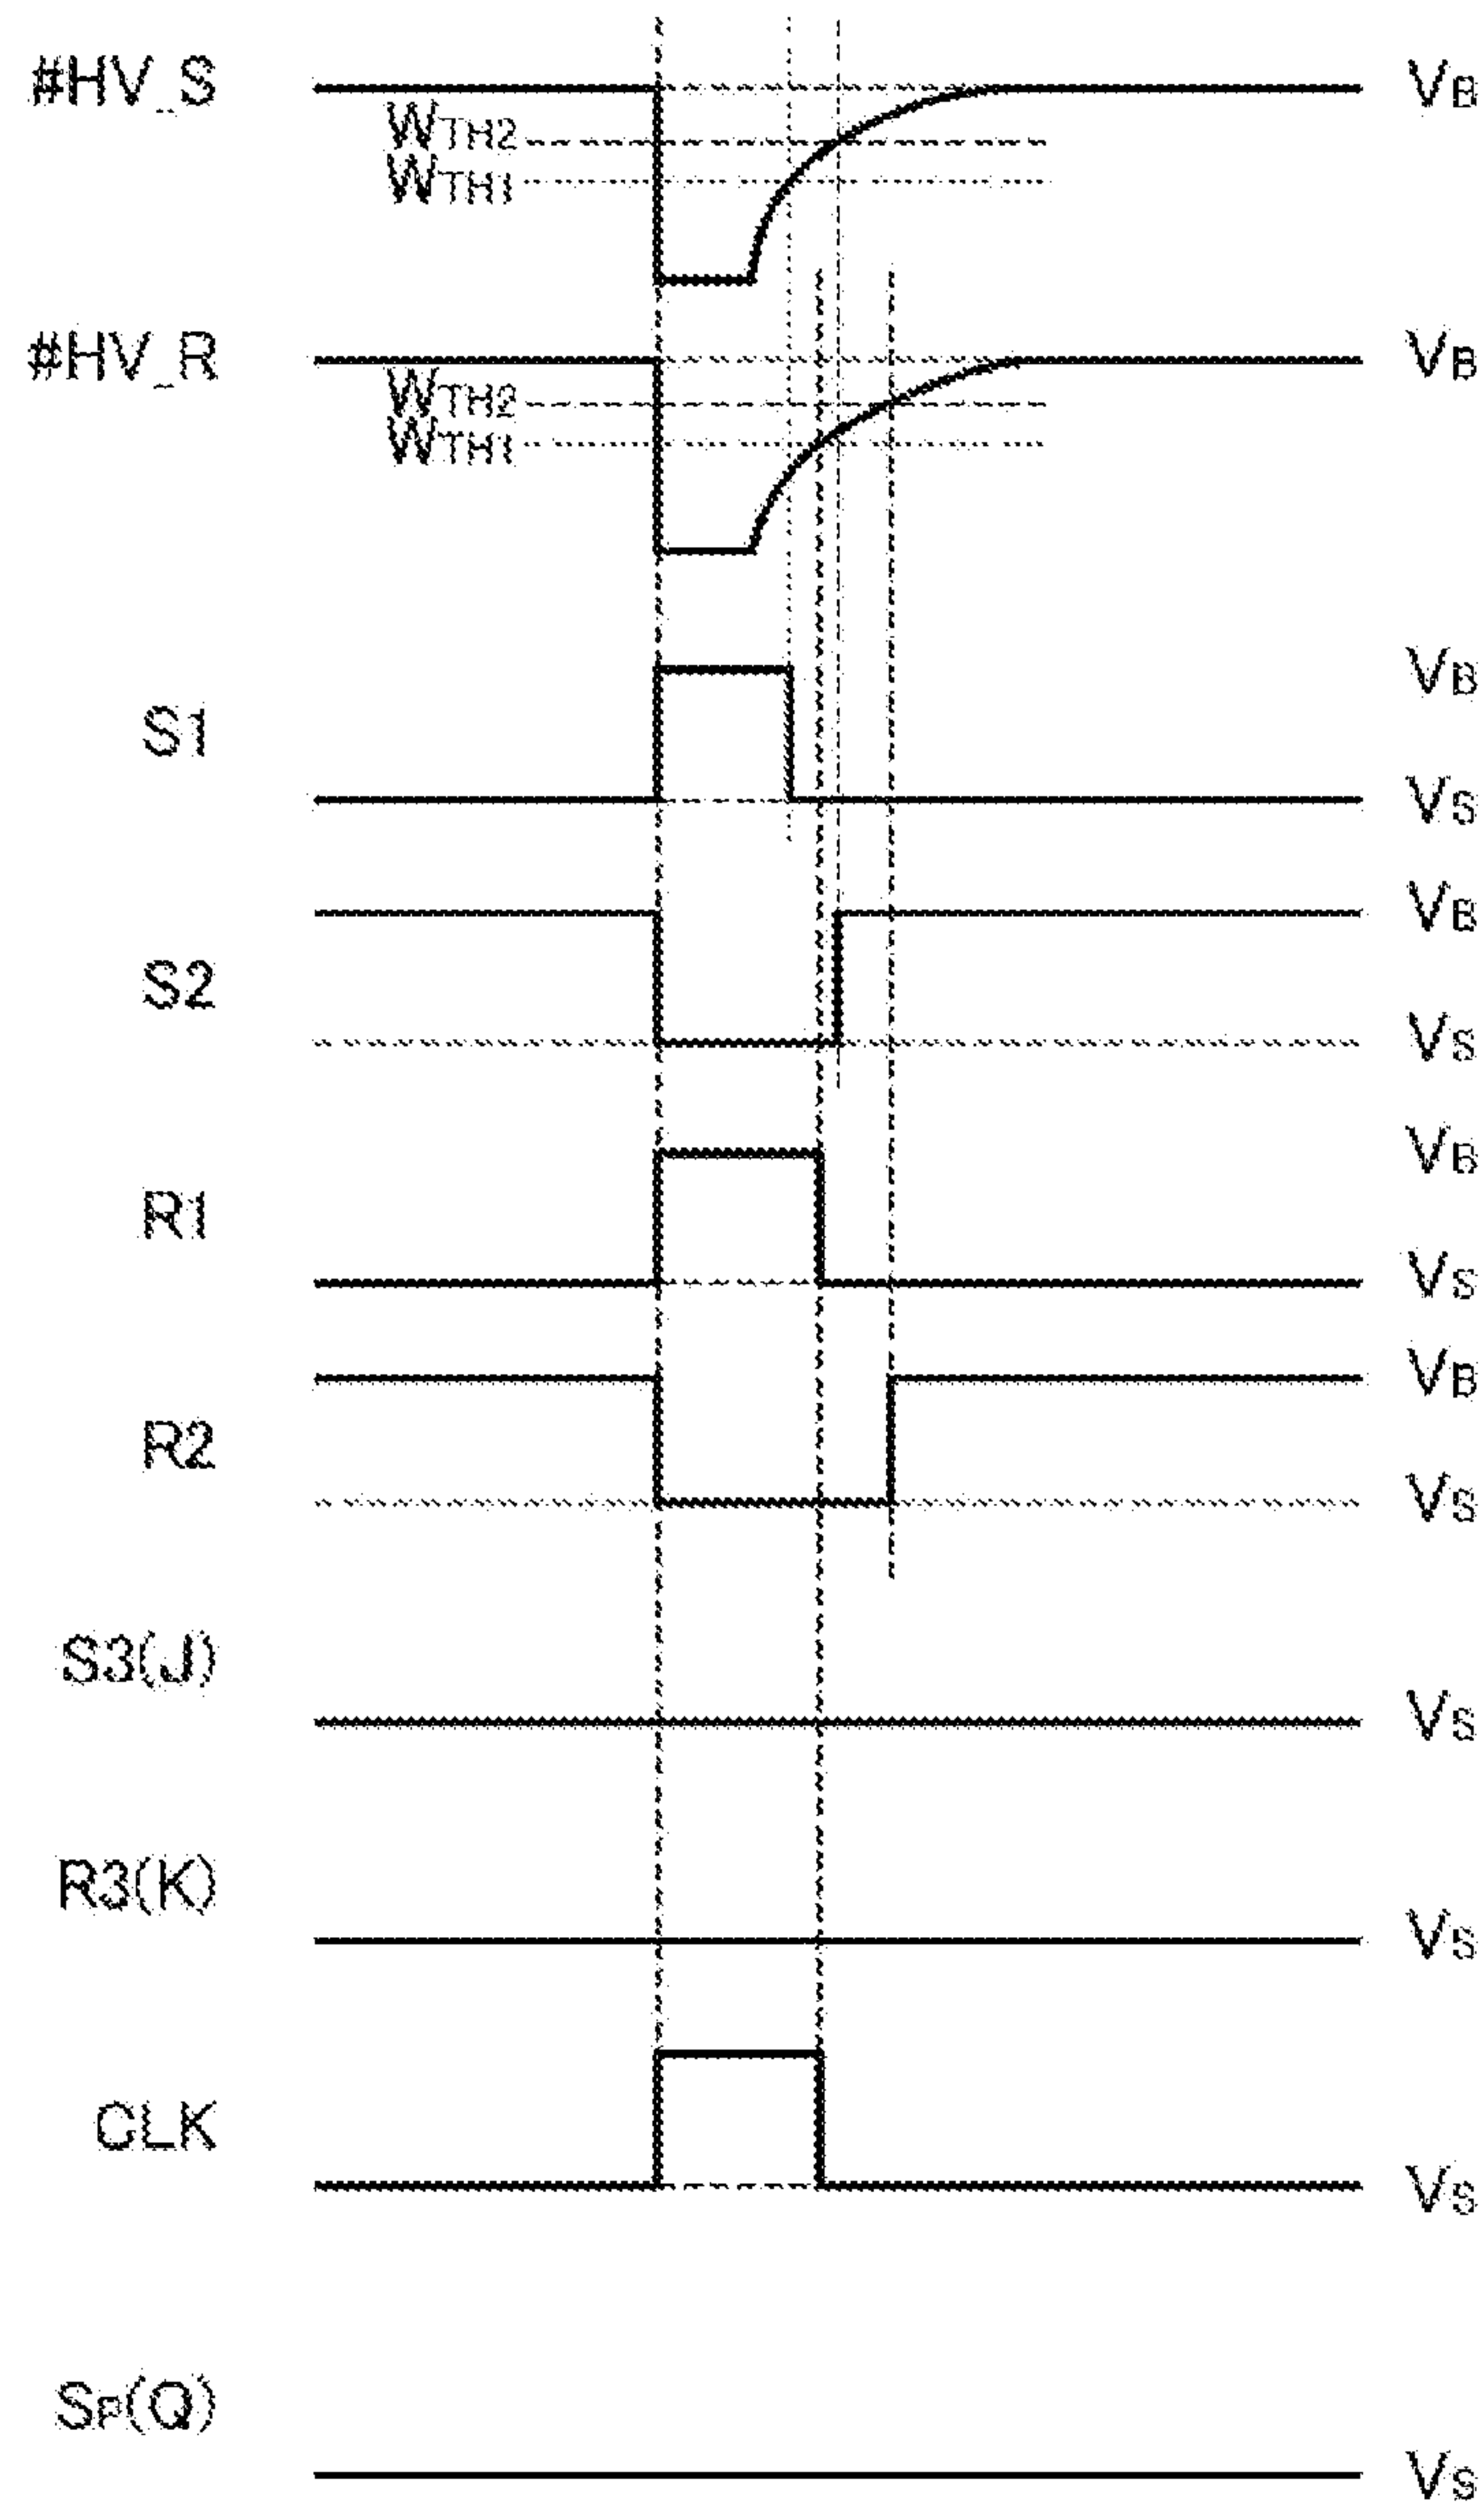 #HV_S VB
WTH2
WTH1
#HV_R VB
WTH2
WTH1
VB
S1
VS
VB
S2
VS
VB
R1
VS
VB
R2
VS
S3(J)
VS
R3(K)
VS
CLK
VS
SP(Q)
VS